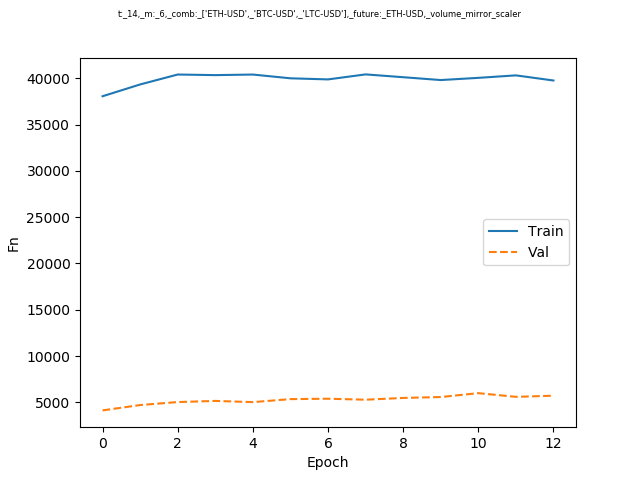 t:_14,_m:_6,_comb:_['ETH-USD',_'BTC-USD',_'LTC-USD'],_future:_ETH-USD,_volume_mirror_scaler
40000
35000
30000
25000
20000
15000
10000
5000
Fn
Train
Val
0 2 4 6 8 10 12
Epoch